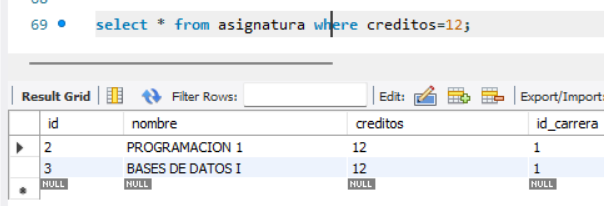 69 select * from asignatura where creditos=12;
Result Grid Filter Rows: Edit: Export/Import:
id nombre creditos id_carrera
2 PROGRAMACION 1 12 1
3 BASES DE DATOS I 12 1
NULL NULL NULL NULL